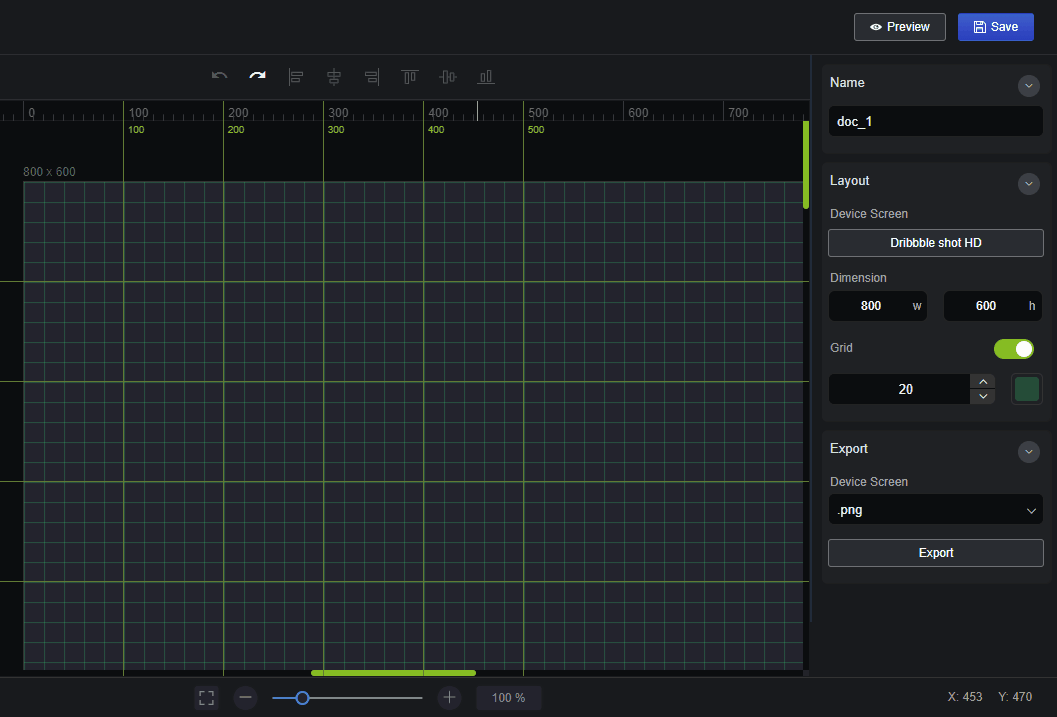 Preview
Save
Name
doc_1
0 100 200 300 400 500 600 700
100 200 300 400 500
800 x 600
Layout
Device Screen
Dribbble shot HD
Dimension
800 w 600 h
Grid
20
Export
Device Screen
.png
Export
100 %
X: 453 Y: 470